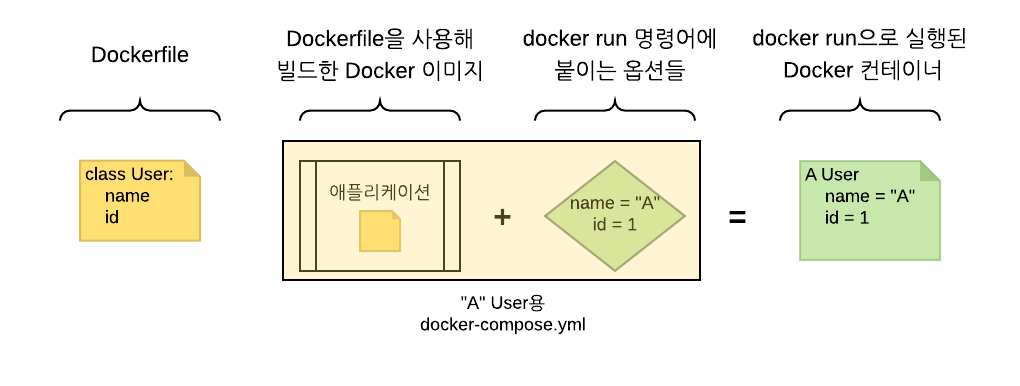 Dockerfile
Dockerfile을 사용해
빌드한 Docker 이미지
docker run 명령어에
붙이는 옵션들
docker run으로 실행된
Docker 컨테이너
class User:
name
id
애플리케이션
+
name = "A"
id = 1
=
A User
name = "A"
id = 1
"A" User용
docker-compose.yml